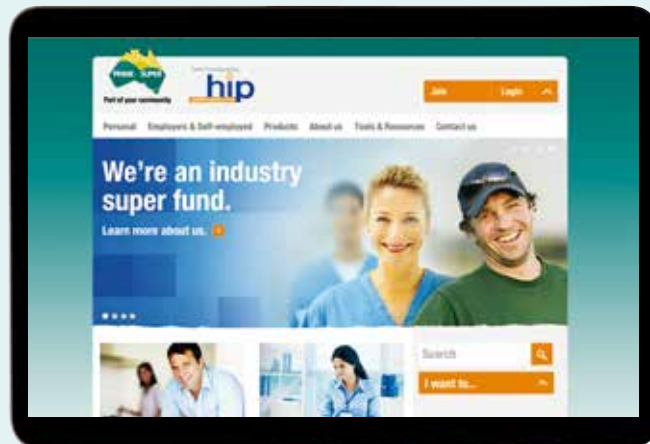 PRIME SUPER
Part of your community
hip
Join Login
Personal Employers & Self-employed Products About us Tools & Resources Contact us
We're an industry
super fund.
Learn more about us.
Search
I want to...